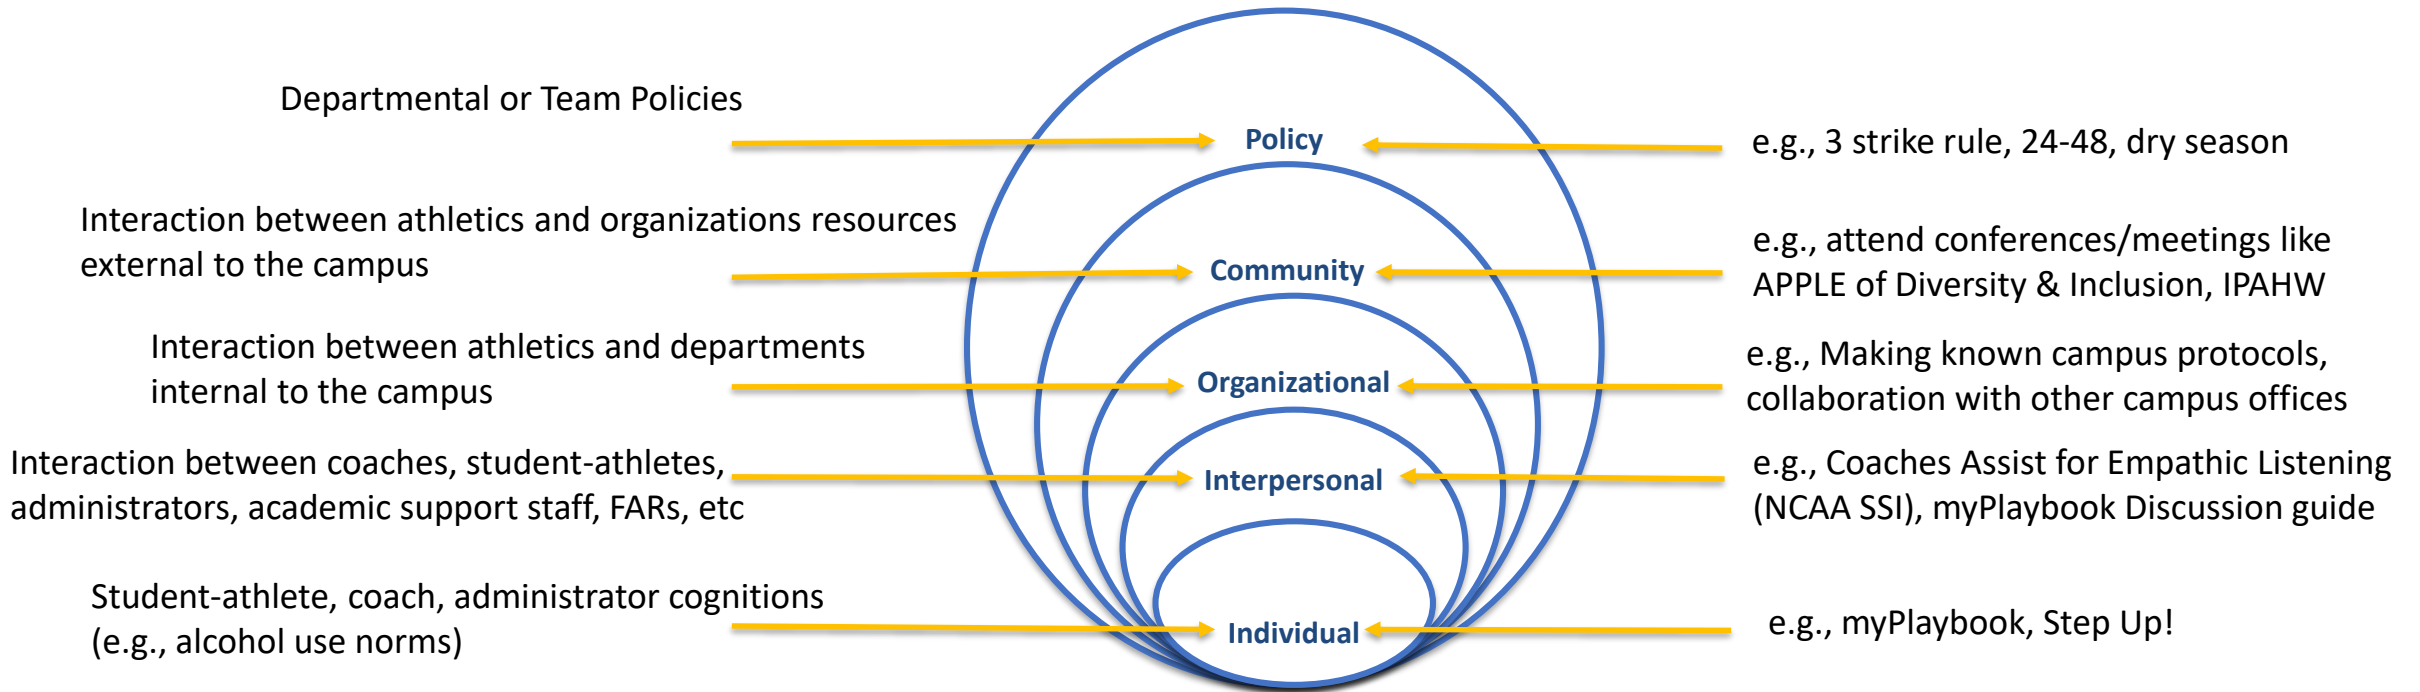 Departmental or Team Policies
Policy
e.g., 3 strike rule, 24-48, dry season
Interaction between athletics and organizations resources
external to the campus
Community
e.g., attend conferences/meetings like
APPLE of Diversity & Inclusion, IPAHW
Interaction between athletics and departments
internal to the campus
Organizational
e.g., Making known campus protocols,
collaboration with other campus offices
Interaction between coaches, student-athletes,
administrators, academic support staff, FARs, etc
Interpersonal
e.g., Coaches Assist for Empathic Listening
(NCAA SSI), myPlaybook Discussion guide
Student-athlete, coach, administrator cognitions
(e.g., alcohol use norms)
Individual
e.g., myPlaybook, Step Up!